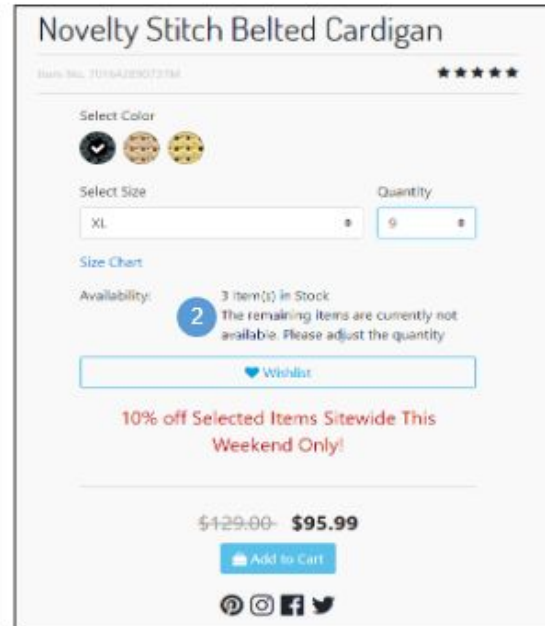 Novelty Stitch Belted Cardigan
Item No.
Select Color
Select Size
Quantity
XL
9
Size Chart
Availability:
3 item(s) in Stock
2
The remaining items are currently not
available. Please adjust the quantity
Wishlist
10% off Selected Items Sitewide This
Weekend Only!
$129.00 $95.99
Add to Cart